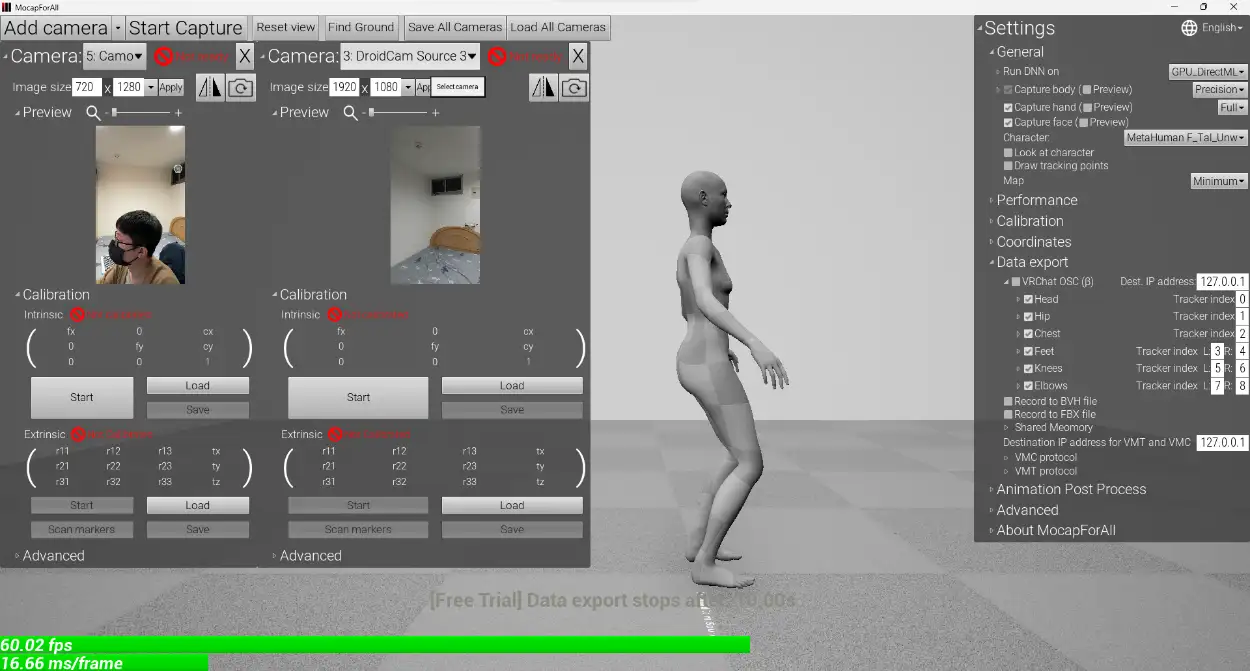 MocapForAll
Add camera Start Capture Reset view Find Ground Save All Cameras Load All Cameras
Camera: 5: Camo X
Image size 720 x 1280 Apply
Preview - +
Calibration
Intrinsic
fx 0 cx
0 fy cy
0 0 1
Start Load
Save
Extrinsic
r11 r12 r13 tx
r21 r22 r23 ty
r31 r32 r33 tz
Start Load
Scan markers Save
Advanced
Camera: 3: DroidCam Source 3 X
Image size 1920 x 1080 App Select camera
Preview - +
Calibration
Intrinsic
fx 0 cx
0 fy cy
0 0 1
Start Load
Save
Extrinsic
r11 r12 r13 tx
r21 r22 r23 ty
r31 r32 r33 tz
Start Load
Scan markers Save
Advanced
Settings English
General
Run DNN on GPU_DirectML
Capture body ( Preview) Precision
Capture hand ( Preview) Full
Capture face ( Preview)
Character: MetaHuman F_Tal_Unw
Look at character
Draw tracking points
Map Minimum
Performance
Calibration
Coordinates
Data export
VRChat OSC (β) Dest. IP address: 127.0.0.1
Head Tracker index 0
Hip Tracker index 1
Chest Tracker index 2
Feet Tracker index L: 3 R: 4
Knees Tracker index L: 5 R: 6
Elbows Tracker index L: 7 R: 8
Record to BVH file
Record to FBX file
Shared Meomory
Destination IP address for VMT and VMC 127.0.0.1
VMC protocol
VMT protocol
Animation Post Process
Advanced
About MocapForAll
[Free Trial] Data export stops after
60.02 fps
16.66 ms/frame